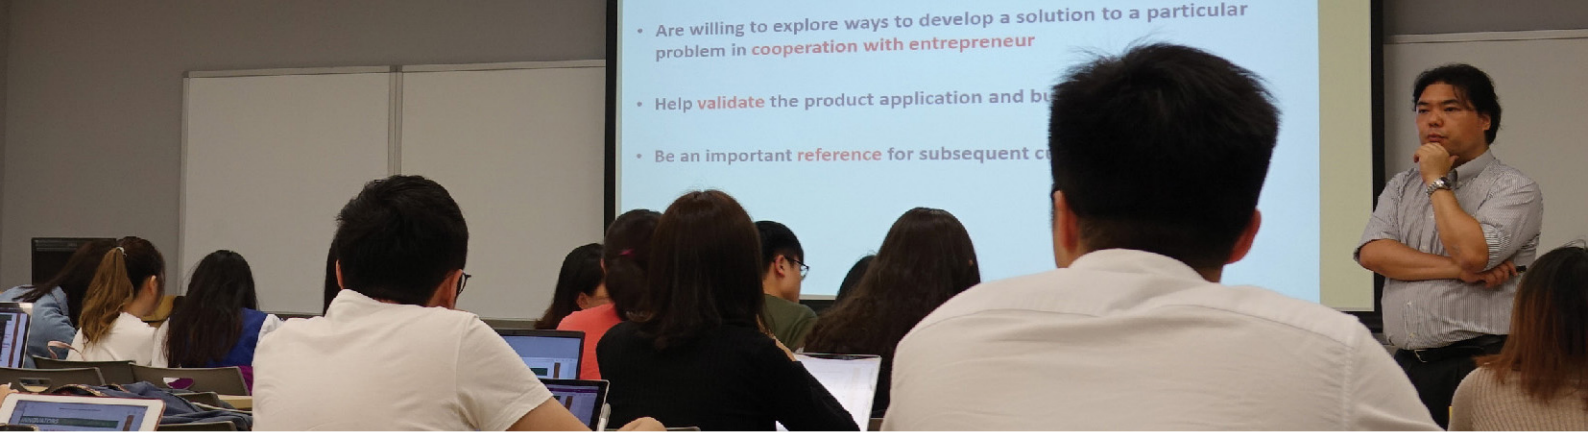 • Are willing to explore ways to develop a solution to a particular
problem in cooperation with entrepreneur
• Help validate the product application and
• Be an important reference for subsequent